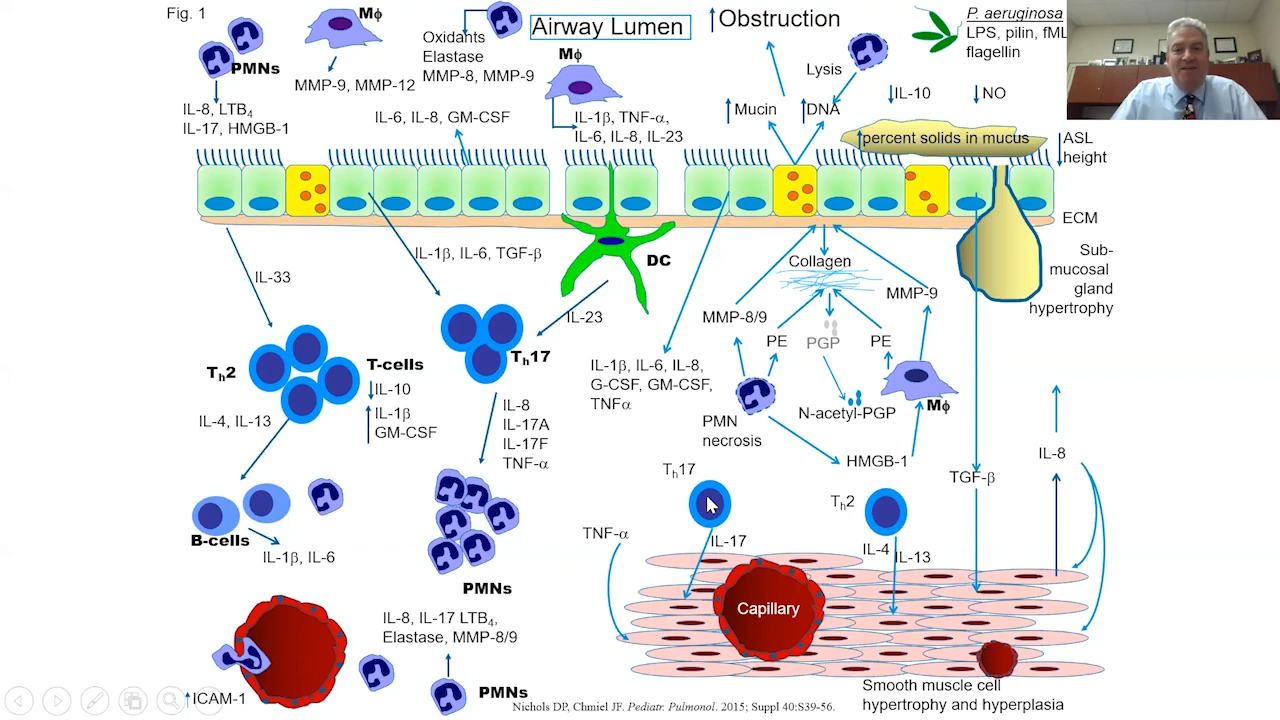 Fig. 1
Mϕ
PMNs
MMP-9, MMP-12
IL-8, LTB4
IL-17, HMGB-1
Oxidants
Elastase
MMP-8, MMP-9
Airway Lumen
Mϕ
IL-6, IL-8, GM-CSF
IL-1β, TNF-α,
IL-6, IL-8, IL-23
↑Obstruction
Lysis
↑Mucin
↑DNA
P. aeruginosa
LPS, pilin, fML
flagellin
↓IL-10
↓NO
↑percent solids in mucus
↓ASL
height
ECM
Sub-
mucosal
gland
hypertrophy
IL-33
IL-1β, IL-6, TGF-β
DC
IL-23
Collagen
MMP-9
MMP-8/9
PE
PGP
PE
Th2
T-cells
↓IL-10
↑IL-1β
GM-CSF
IL-4, IL-13
Th17
IL-8
IL-17A
IL-17F
TNF-α
IL-1β, IL-6, IL-8,
G-CSF, GM-CSF,
TNFα
PMN
necrosis
N-acetyl-PGP
Mϕ
HMGB-1
IL-8
TGF-β
Th17
Th2
B-cells
IL-1β, IL-6
PMNs
TNF-α
IL-17
IL-4
IL-13
Capillary
IL-8, IL-17 LTB4,
Elastase, MMP-8/9
↑ICAM-1
PMNs
Smooth muscle cell
hypertrophy and hyperplasia
Nichols DP, Chmiel JF. Pediatr. Pulmonol. 2015; Suppl 40:S39-56.